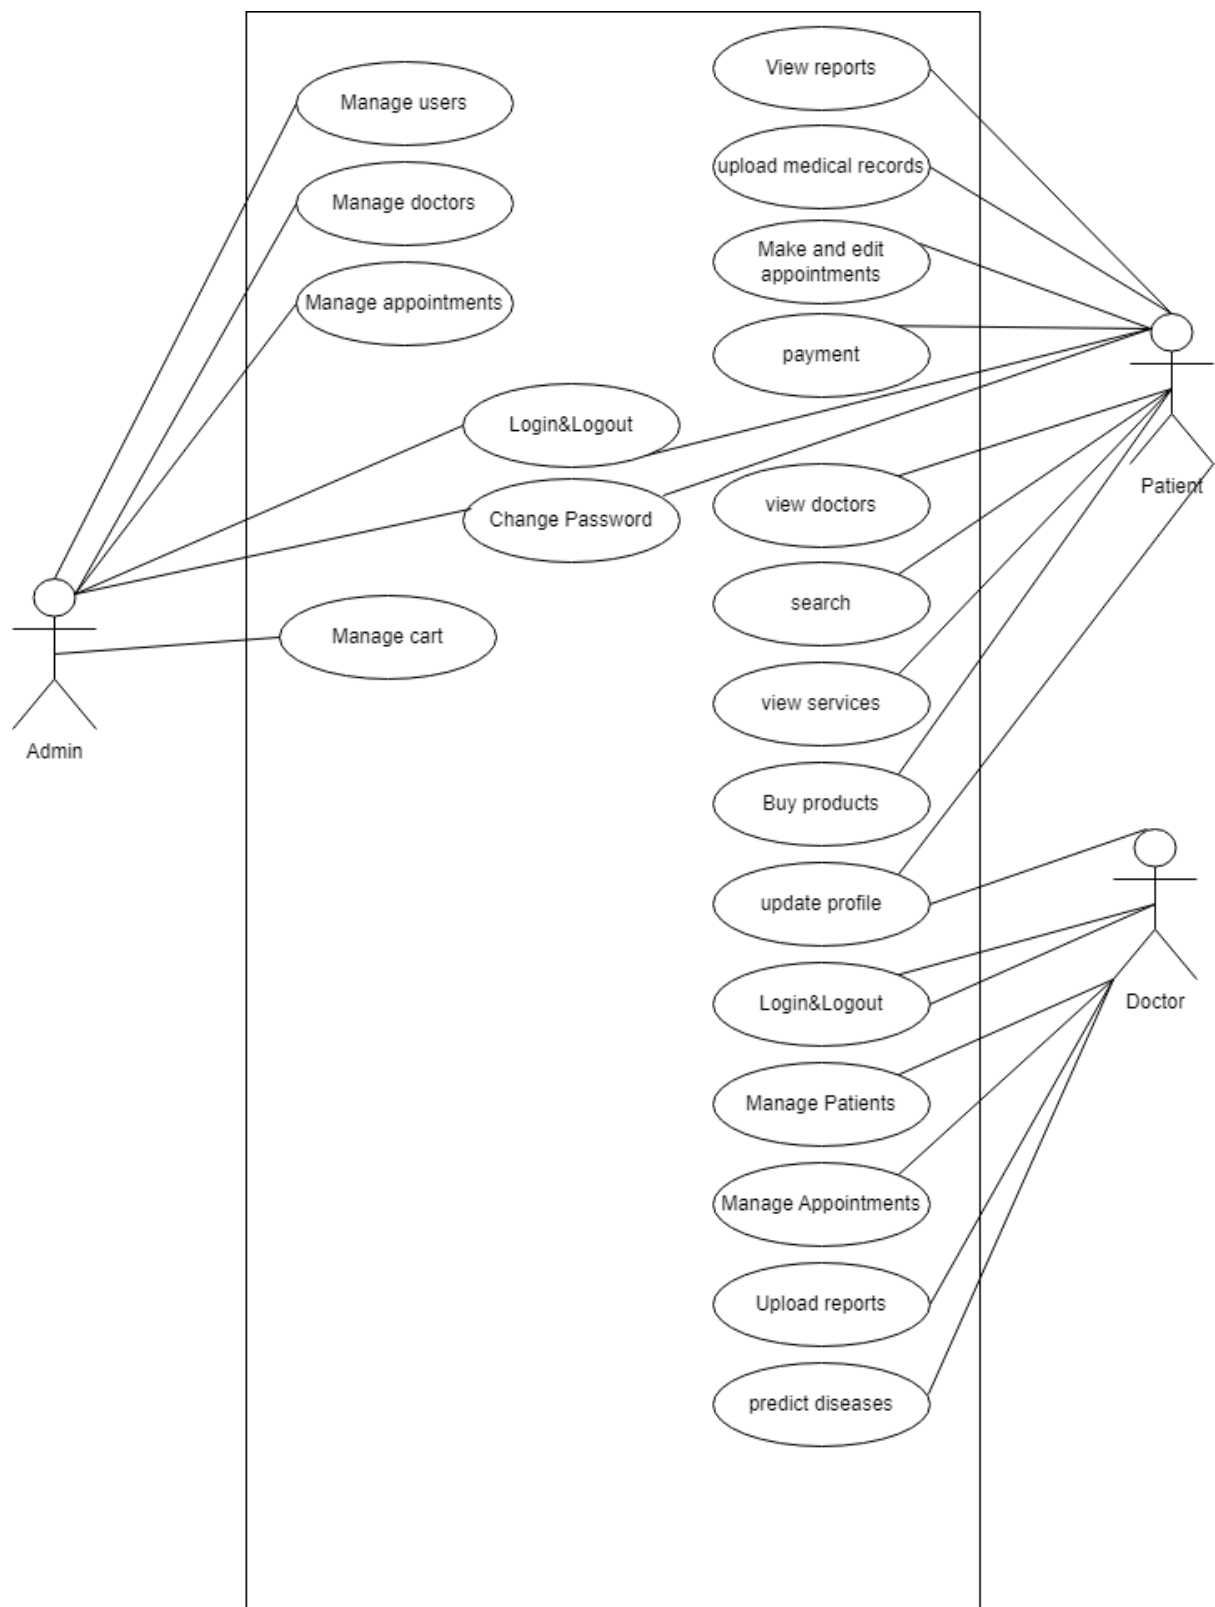 View reports
Manage users
upload medical records
Manage doctors
Make and edit
appointments
Manage appointments
payment
Login&Logout
Patient
view doctors
Change Password
search
Manage cart
view services
Admin
Buy products
update profile
Login&Logout
Doctor
Manage Patients
Manage Appointments
Upload reports
predict diseases